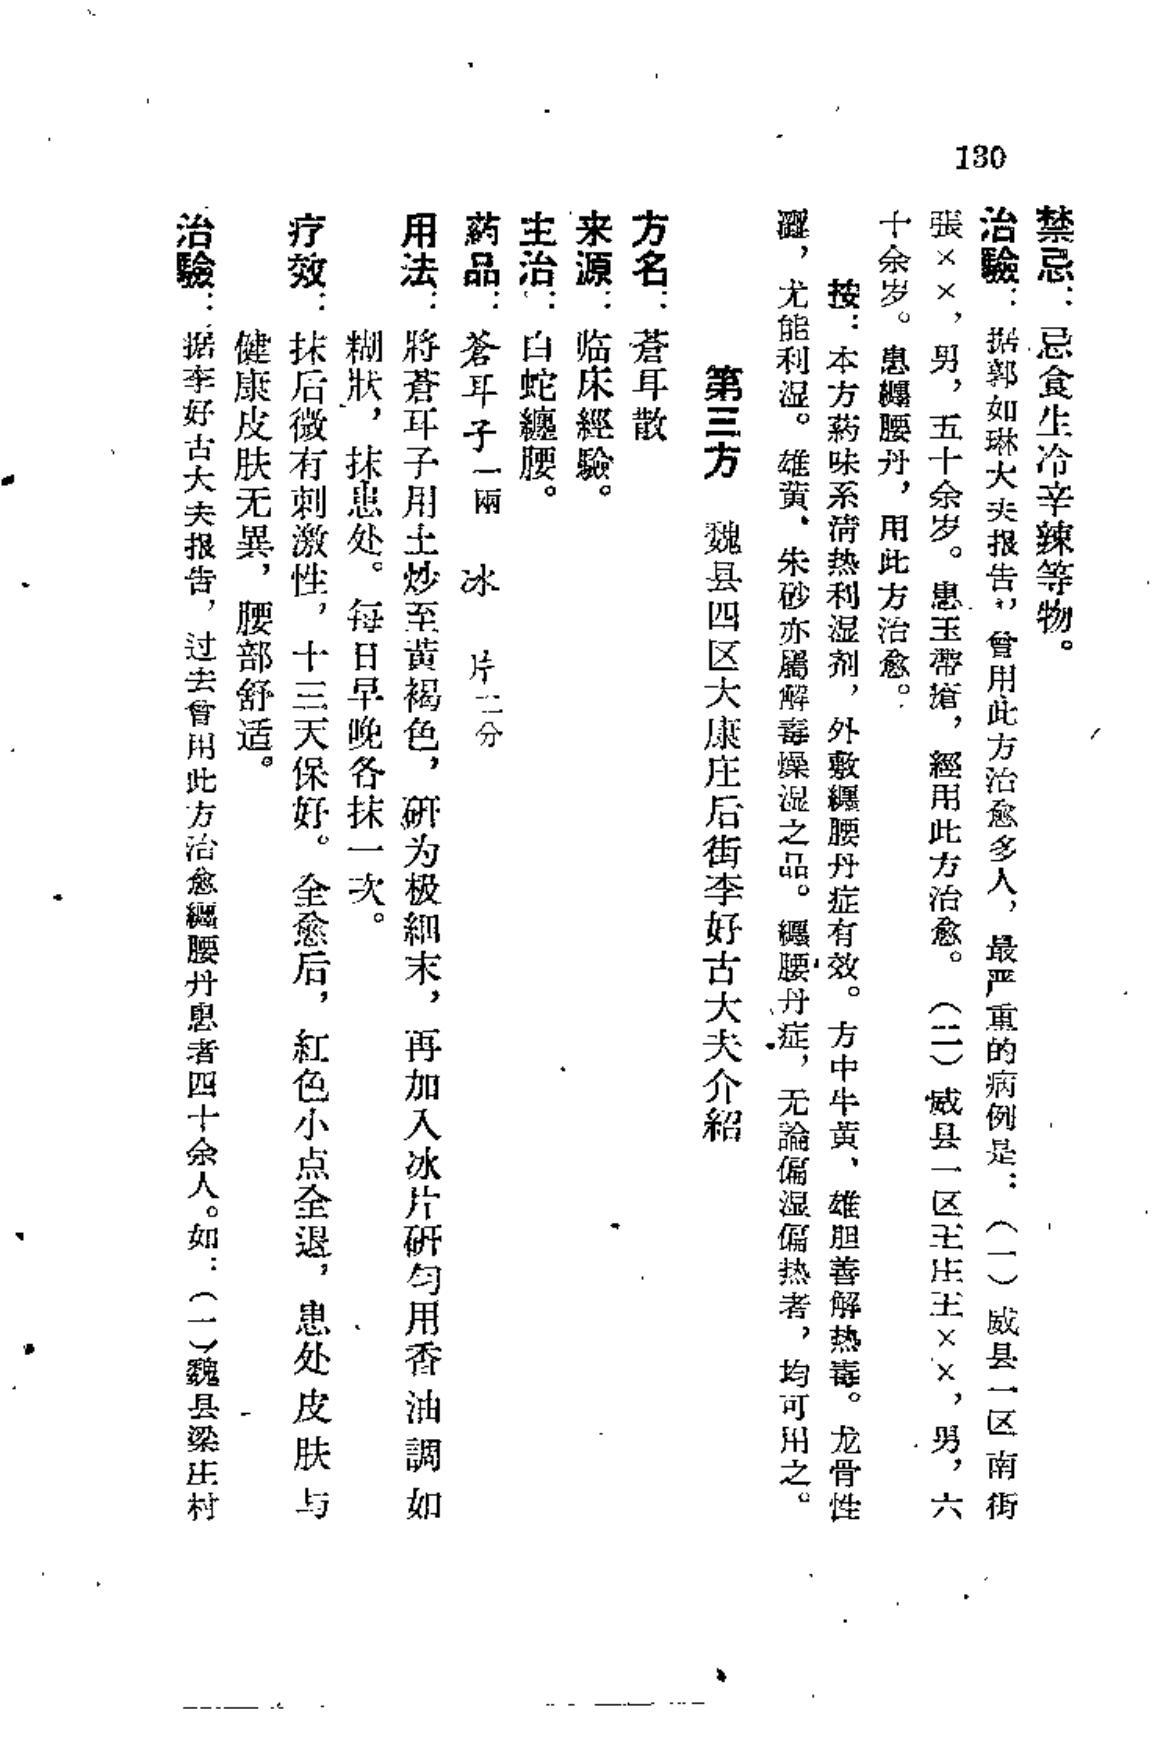 130
禁忌：忌食生冷辛辣等物。
治驗：据郭如琳大夫报告，曾用此方治愈多人，最严重的病例是：（一）威县一区南街
張××，男，五十余岁。患玉帶瘡，經用此方治愈。（二）威县一区王庄王××，男，六
十余岁。患纒腰丹，用此方治愈。
按：本方葯味系清热利湿剂，外敷纒腰丹症有效。方中牛黄、雄胆善解热毒。龙骨性
澀，尤能利湿。雄黄、朱砂亦屬解毒燥湿之品。纒腰丹症，无論偏湿偏热者，均可用之。
第三方 魏县四区大康庄后街李好古大夫介紹
方名：蒼耳散
来源：临床經驗。
主治：白蛇纏腰。
葯品：蒼耳子一兩 冰 片二分
用法：將蒼耳子用土炒至黃褐色，研为极細末，再加入冰片研匀用香油調如
糊狀，抹患处。每日早晚各抹一次。
疗效：抹后微有刺激性，十三天保好。全愈后，紅色小点全退，患处皮肤与
健康皮肤无異，腰部舒适。
治驗：据李好古大夫报告，过去曾用此方治愈纒腰丹患者四十余人。如：（一）魏县梁庄村